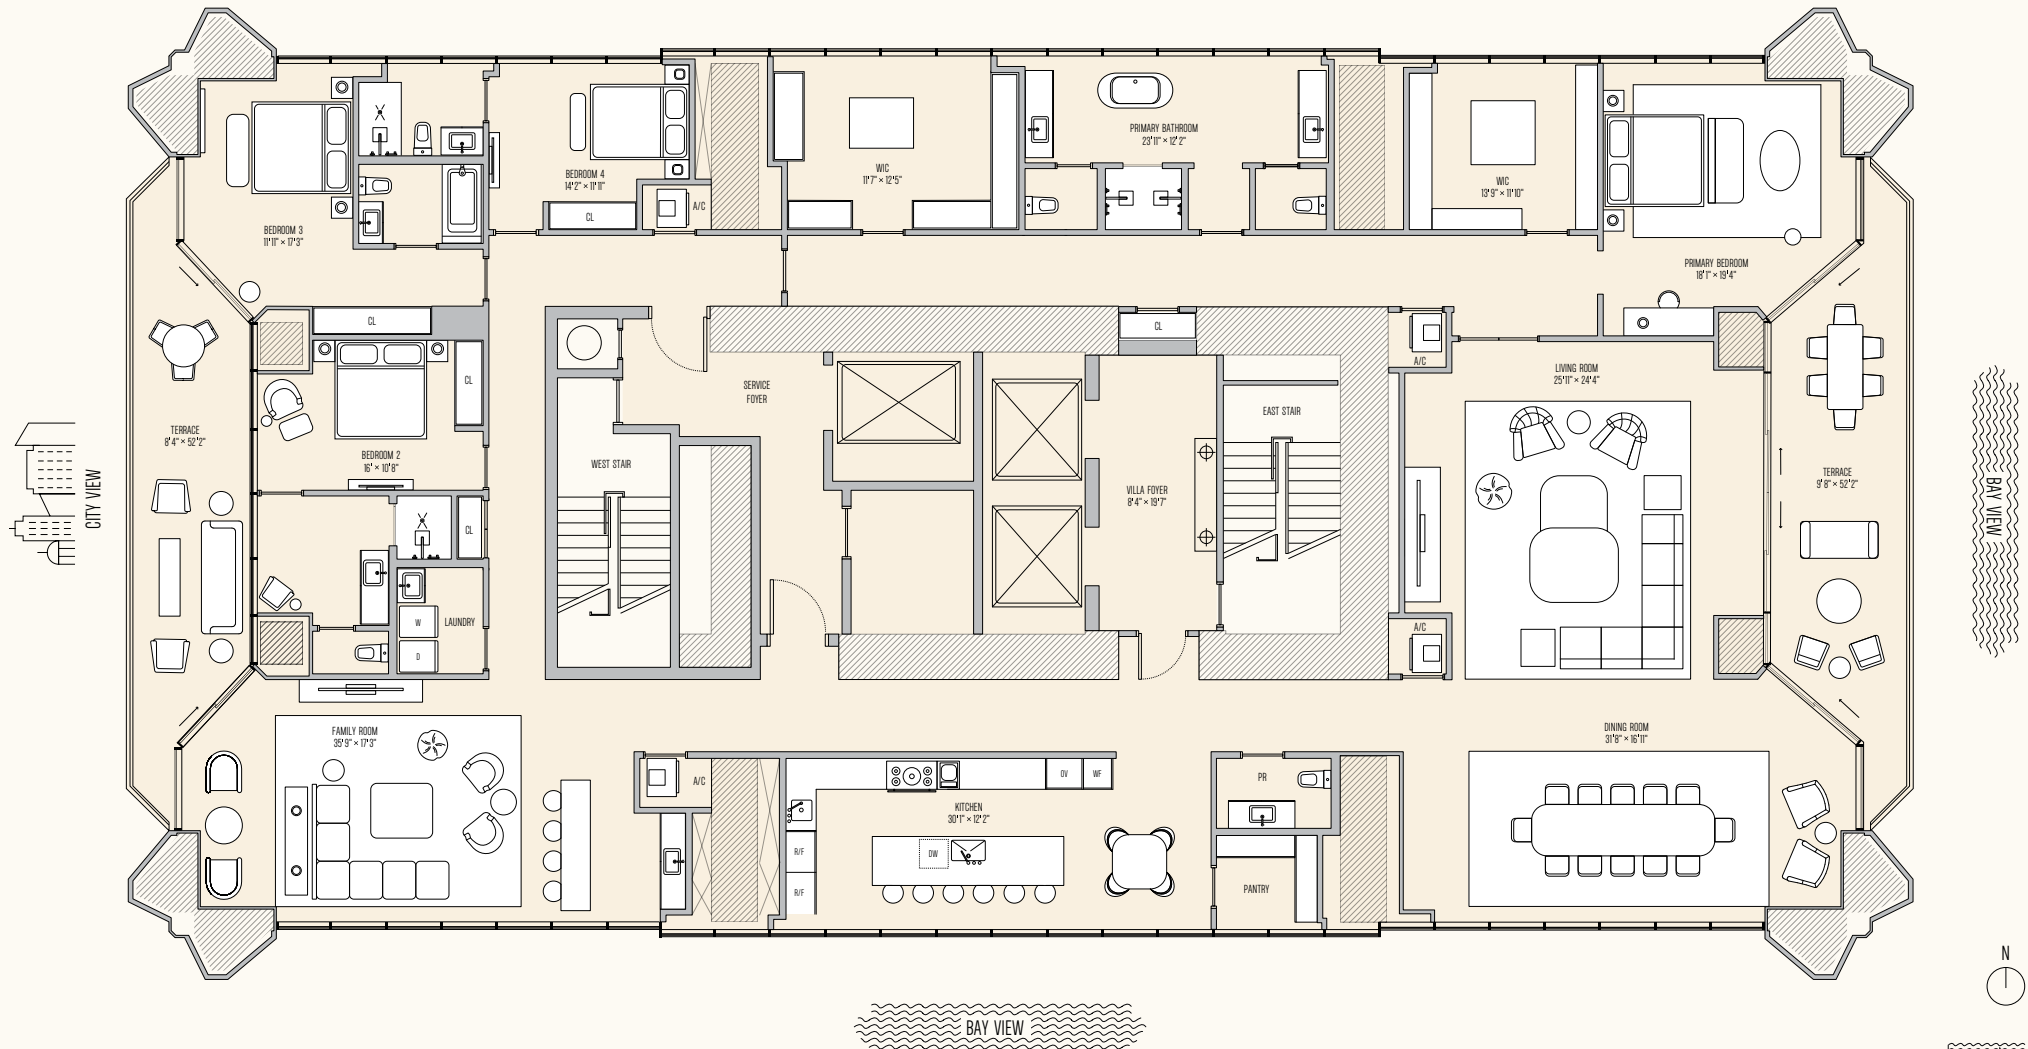 PRIMARY BATHROOM
23'11" × 12'2"
WIC
11'7" × 12'5"
BEDROOM 4
14'2" × 11'11"
WIC
13'9" × 11'10"
A/C
CL
BEDROOM 3
11'11" × 17'3"
PRIMARY BEDROOM
18'1" × 19'4"
CL
CL
A/C
LIVING ROOM
25'11" × 24'4"
CL
SERVICE
FOYER
EAST STAIR
TERRACE
8'4" × 52'2"
BEDROOM 2
16' × 10'8"
WEST STAIR
TERRACE
9'8" × 52'2"
CITY VIEW
VILLA FOYER
8'4" × 19'7"
BAY VIEW
CL
W
LAUNDRY
D
A/C
FAMILY ROOM
35'9" × 17'3"
DINING ROOM
31'8" × 16'11"
A/C
OV
WF
PR
KITCHEN
30'1" × 12'2"
R/F
DW
R/F
PANTRY
N
BAY VIEW